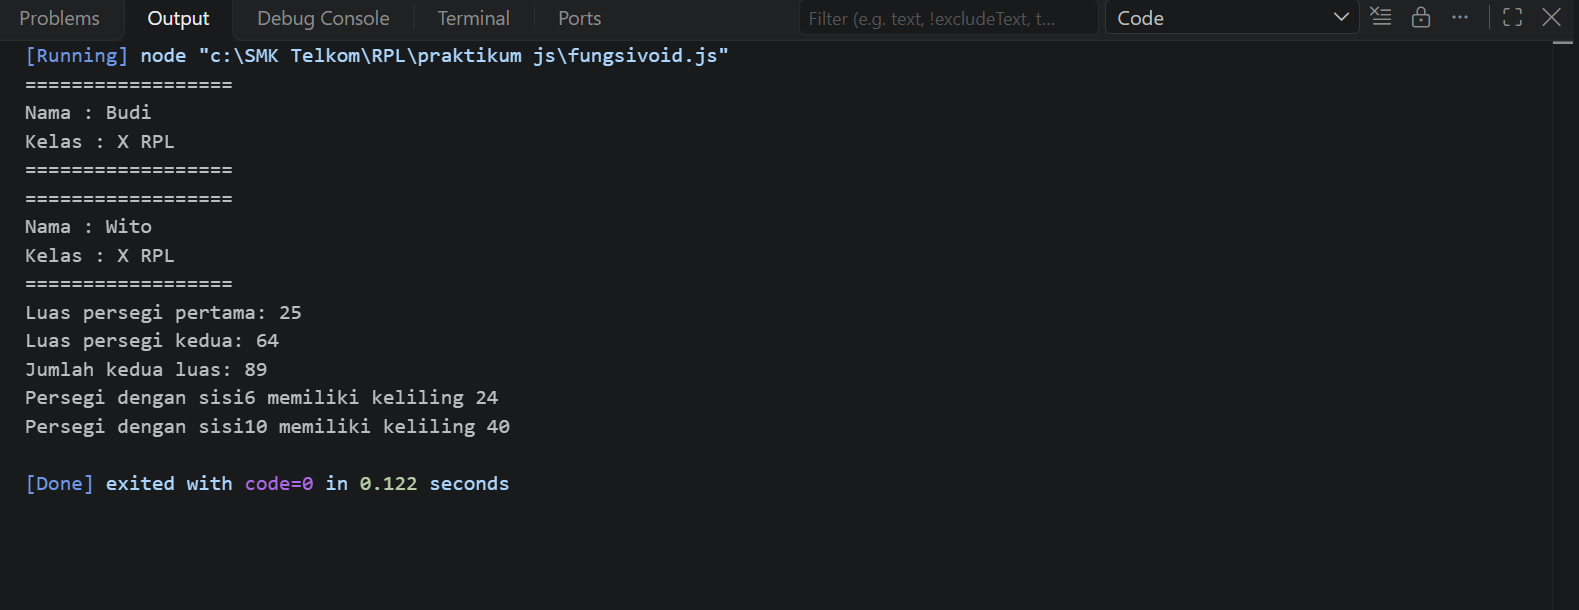 Problems Output Debug Console Terminal Ports Filter (e.g. text, !excludeText, t... Code
[Running] node "c:\SMK Telkom\RPL\praktikum js\fungsivoid.js"
==================
Nama : Budi
Kelas : X RPL
==================
==================
Nama : Wito
Kelas : X RPL
==================
Luas persegi pertama: 25
Luas persegi kedua: 64
Jumlah kedua luas: 89
Persegi dengan sisi6 memiliki keliling 24
Persegi dengan sisi10 memiliki keliling 40
[Done] exited with code=0 in 0.122 seconds